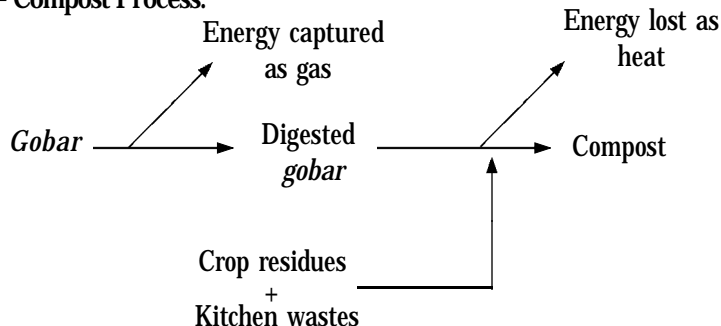 – Compost Process.
Energy captured
as gas
Energy lost as
heat
Gobar
Digested
gobar
Compost
Crop residues
+
Kitchen wastes